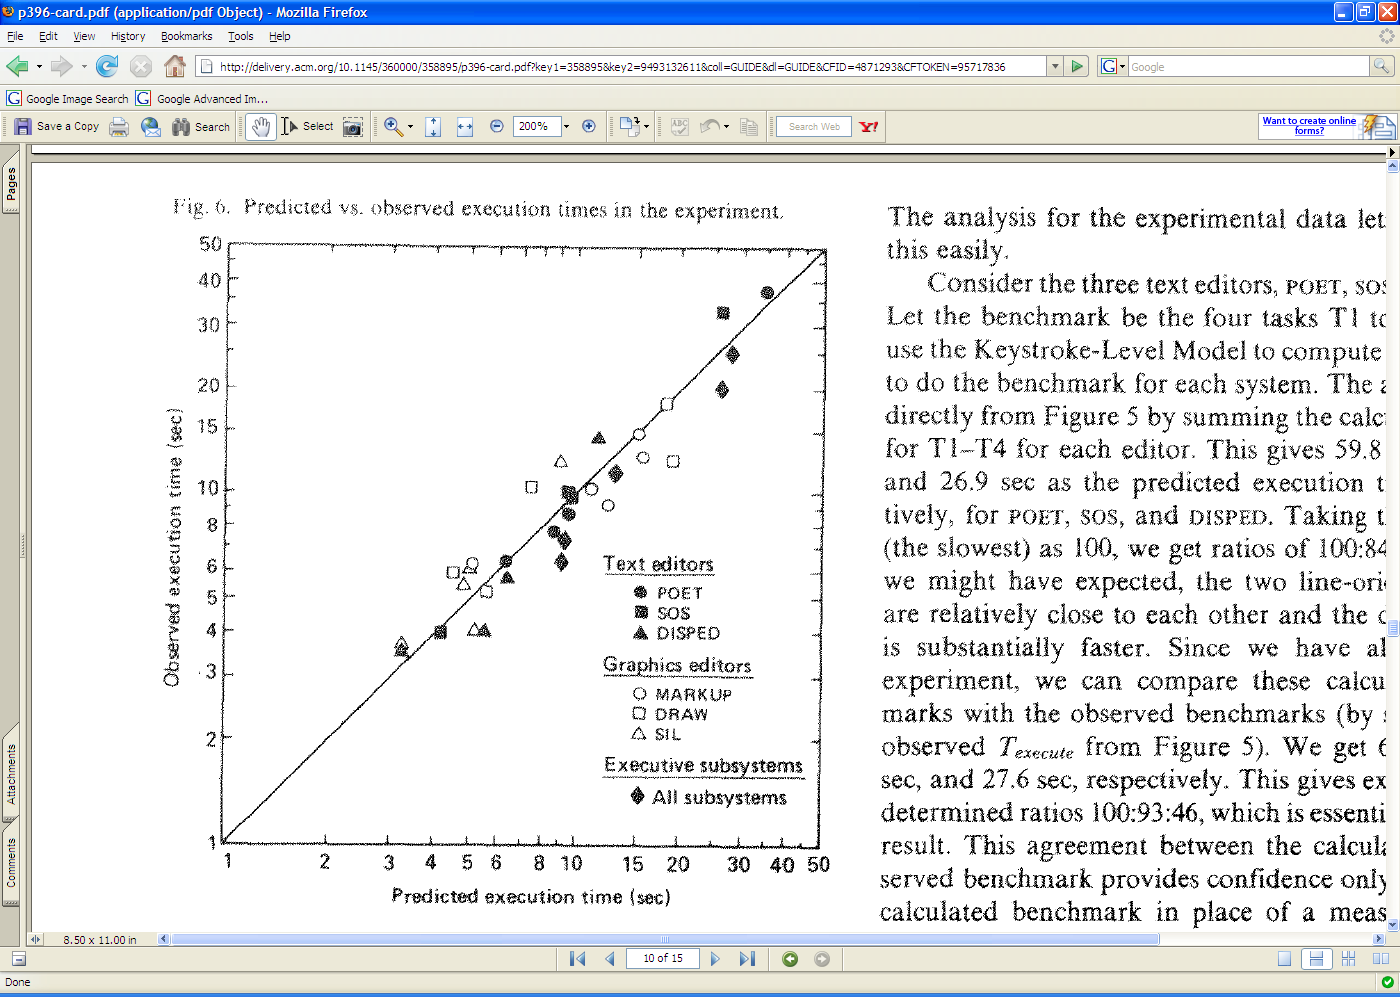 p396-card.pdf (application/pdf Object) - Mozilla Firefox
File Edit View History Bookmarks Tools Help
http://delivery.acm.org/10.1145/360000/358895/p396-card.pdf?key1=358895&key2=9493132611&coll=GUIDE&dl=GUIDE&CFID=4871293&CFTOKEN=95717836
G Google
G Google Image Search G Google Advanced Im...
Save a Copy Search Select 200% Search Web Y!
Want to create online
forms?
Pages
Attachments
Comments
Fig. 6. Predicted vs. observed execution times in the experiment.
50
40
30
20
15
10
8
6
5
4
3
2
1
Observed execution time (sec)
1 2 3 4 5 6 8 10 15 20 30 40 50
Predicted execution time (sec)
Text editors
POET
SOS
DISPED
Graphics editors
MARKUP
DRAW
SIL
Executive subsystems
All subsystems
The analysis for the experimental data let
this easily.
Consider the three text editors, POET, SOS
Let the benchmark be the four tasks T1 to
use the Keystroke-Level Model to compute
to do the benchmark for each system. The a
directly from Figure 5 by summing the calc
for T1–T4 for each editor. This gives 59.8
and 26.9 sec as the predicted execution t
tively, for POET, SOS, and DISPED. Taking t
(the slowest) as 100, we get ratios of 100:84
we might have expected, the two line-ori
are relatively close to each other and the
is substantially faster. Since we have al
experiment, we can compare these calcu
marks with the observed benchmarks (by
observed Texecute from Figure 5). We get 6
sec, and 27.6 sec, respectively. This gives ex
determined ratios 100:93:46, which is essenti
result. This agreement between the calcula
served benchmark provides confidence only
calculated benchmark in place of a meas
8.50 x 11.00 in
10 of 15
Done